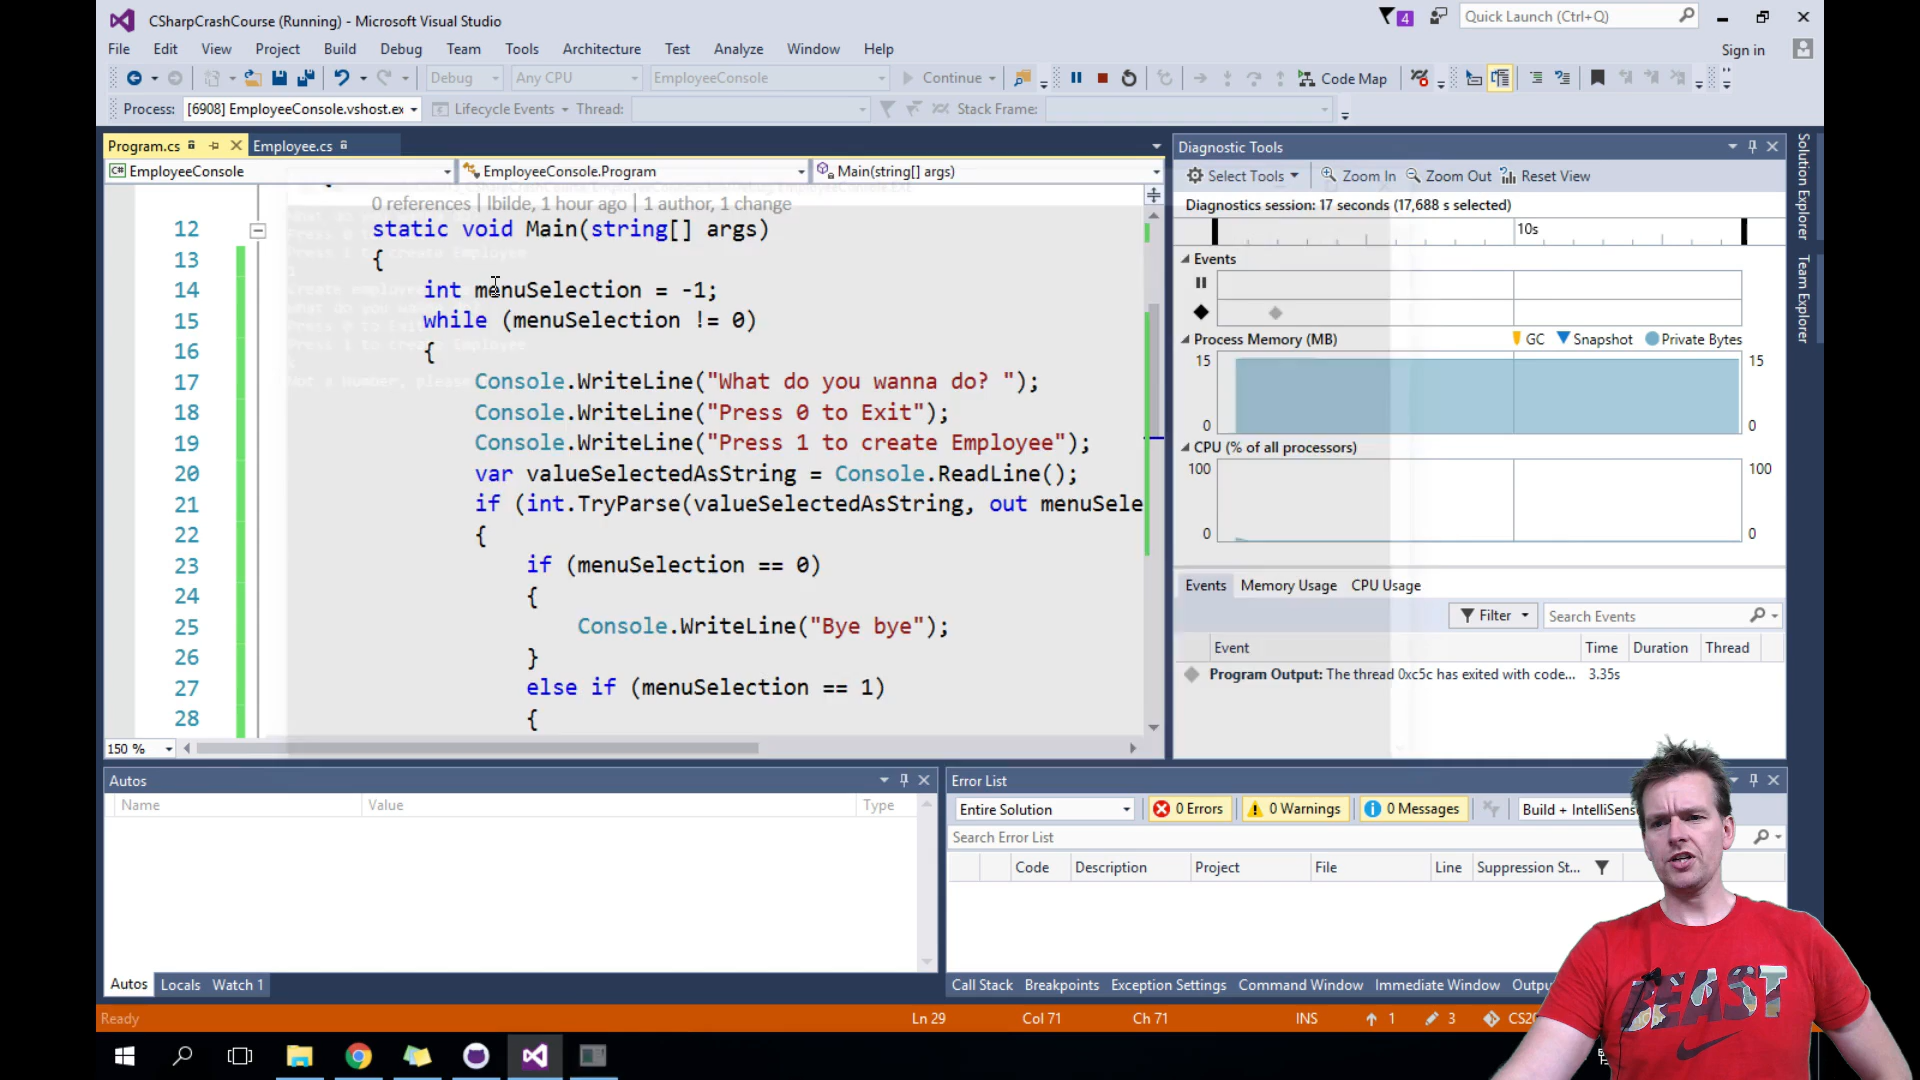 CSharpCrashCourse (Running) - Microsoft Visual Studio
4
Quick Launch (Ctrl+Q)
File Edit View Project Build Debug Team Tools Architecture Test Analyze Window Help
Sign in
Debug Any CPU EmployeeConsole Continue Code Map
Process: [6908] EmployeeConsole.vshost.ex Lifecycle Events Thread: Stack Frame:
Program.cs Employee.cs
EmployeeConsole EmployeeConsole.Program Main(string[] args)
0 references | lbilde, 1 hour ago | 1 author, 1 change
12 static void Main(string[] args)
13 {
14 int menuSelection = -1;
15 while (menuSelection != 0)
16 {
17 Console.WriteLine("What do you wanna do? ");
18 Console.WriteLine("Press 0 to Exit");
19 Console.WriteLine("Press 1 to create Employee");
20 var valueSelectedAsString = Console.ReadLine();
21 if (int.TryParse(valueSelectedAsString, out menuSele
22 {
23 if (menuSelection == 0)
24 {
25 Console.WriteLine("Bye bye");
26 }
27 else if (menuSelection == 1)
28 {
150 %
Diagnostic Tools
Select Tools Zoom In Zoom Out Reset View
Diagnostics session: 17 seconds (17,688 s selected)
10s
Events
Process Memory (MB) GC Snapshot Private Bytes
15 15
0 0
CPU (% of all processors)
100 100
0 0
Events Memory Usage CPU Usage
Filter Search Events
Event Time Duration Thread
Program Output: The thread 0xc5c has exited with code... 3.35s
Solution Explorer
Team Explorer
Autos
Name Value Type
Autos Locals Watch 1
Error List
Entire Solution 0 Errors 0 Warnings 0 Messages Build + IntelliSens
Search Error List
Code Description Project File Line Suppression St...
Call Stack Breakpoints Exception Settings Command Window Immediate Window Outpu
Ready Ln 29 Col 71 Ch 71 INS 1 3 CS20
BEAST